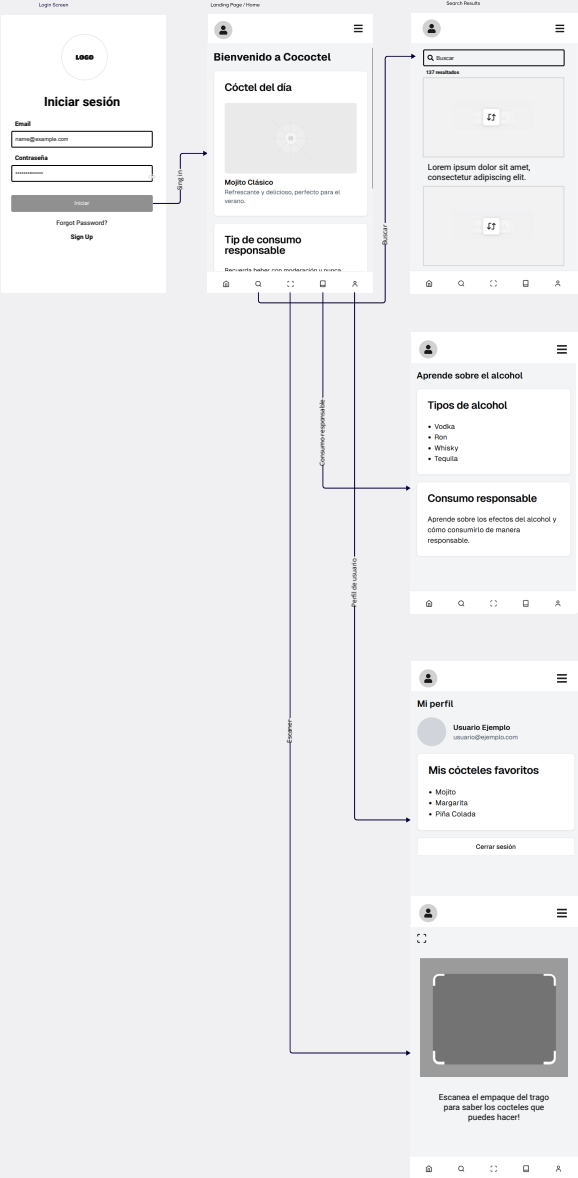 Login Screen
LOGO
Iniciar sesión
Email
name@example.com
Contraseña
**************
Iniciar
Forgot Password?
Sign Up
Sing In
Landing Page / Home
Bienvenido a Cococtel
Cóctel del día
Mojito Clásico
Refrescante y delicioso, perfecto para el
verano.
Tip de consumo
responsable
Recuerda beber con moderación y nunca
Buscar
Consumo responsable
Perfil de usuario
Escaner
Search Results
Buscar
137 resultados
Lorem ipsum dolor sit amet,
consectetur adipiscing elit.
Aprende sobre el alcohol
Tipos de alcohol
• Vodka
• Ron
• Whisky
• Tequila
Consumo responsable
Aprende sobre los efectos del alcohol y
cómo consumirlo de manera
responsable.
Mi perfil
Usuario Ejemplo
usuario@ejemplo.com
Mis cócteles favoritos
• Mojito
• Margarita
• Piña Colada
Cerrar sesión
Escanea el empaque del trago
para saber los cocteles que
puedes hacer!